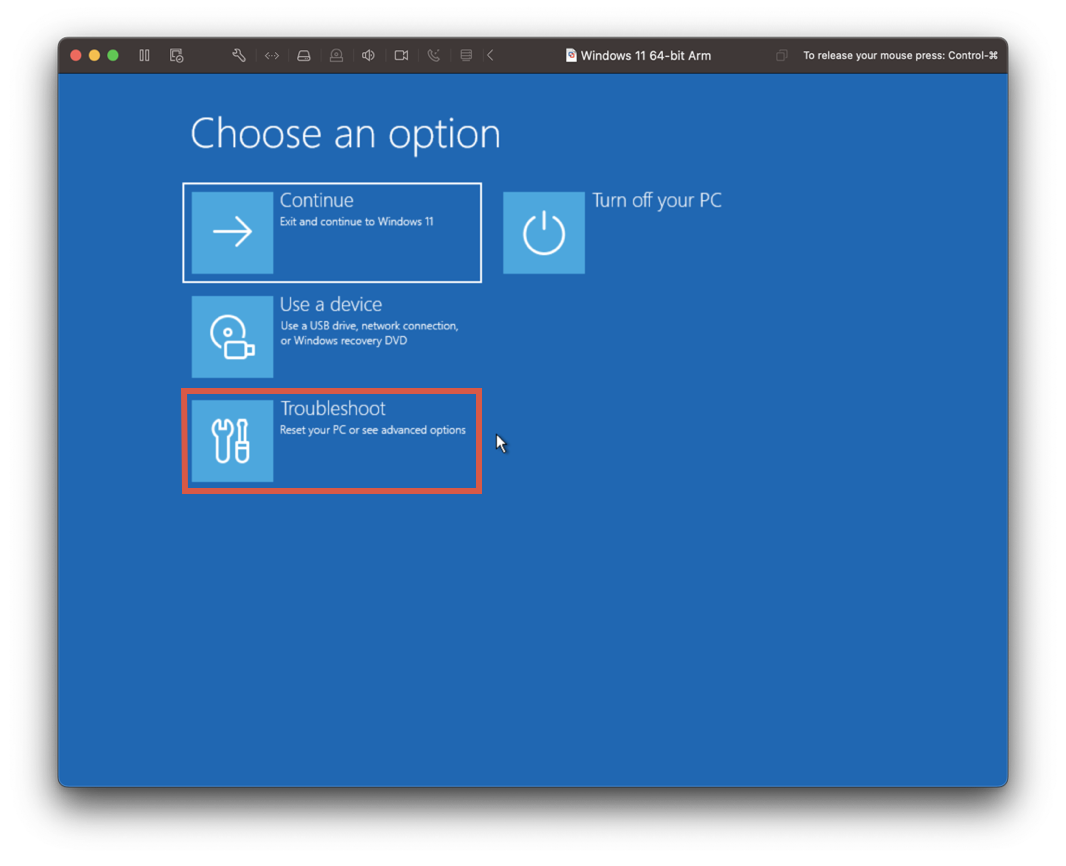 Windows 11 64-bit Arm
To release your mouse press: Control-⌘
Choose an option
Continue
Exit and continue to Windows 11
Turn off your PC
Use a device
Use a USB drive, network connection,
or Windows recovery DVD
Troubleshoot
Reset your PC or see advanced options